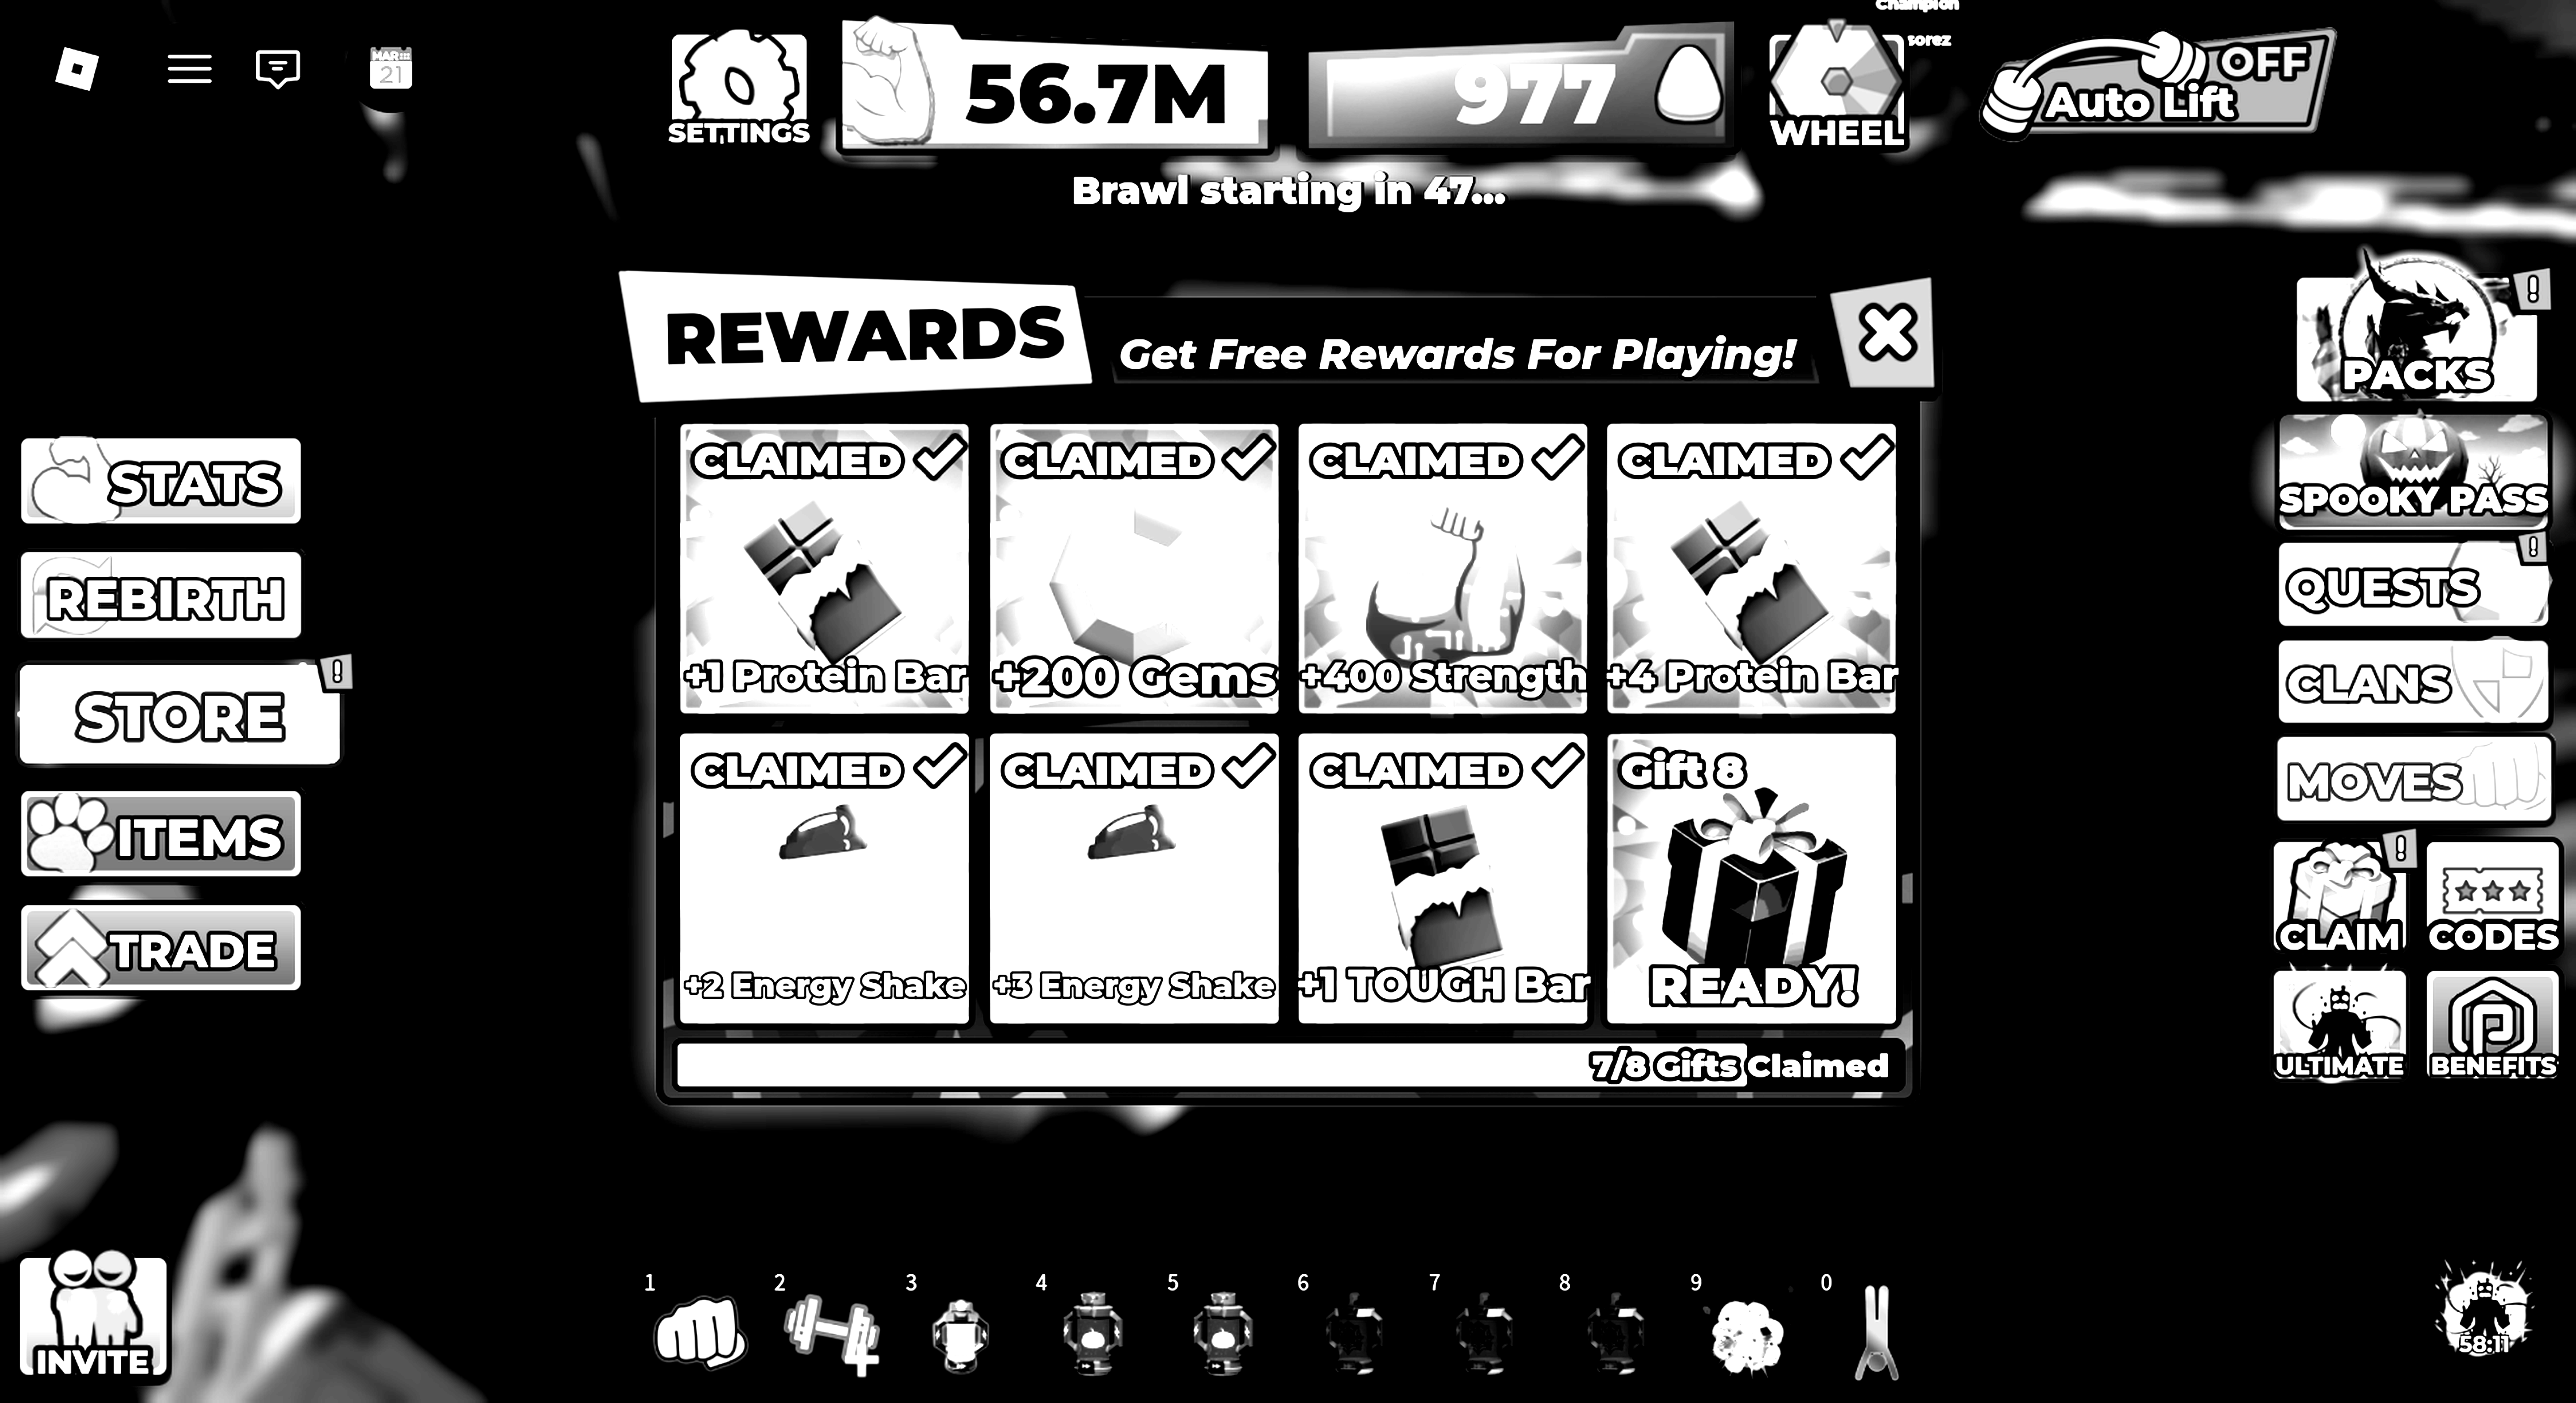 Champion
sorez
MAR
21
SETTINGS
56.7M
977
WHEEL
OFF
Auto Lift
Brawl starting in 47...
REWARDS
Get Free Rewards For Playing!
PACKS
!
CLAIMED
CLAIMED
CLAIMED
CLAIMED
+1 Protein Bar
+200 Gems
+400 Strength
+4 Protein Bar
CLAIMED
CLAIMED
CLAIMED
Gift 8
+2 Energy Shake
+3 Energy Shake
+1 TOUGH Bar
READY!
7/8 Gifts Claimed
STATS
REBIRTH
STORE
!
ITEMS
TRADE
SPOOKY PASS
QUESTS
!
CLANS
MOVES
CLAIM
!
CODES
ULTIMATE
BENEFITS
INVITE
1 2 3 4 5 6 7 8 9 0
58:11